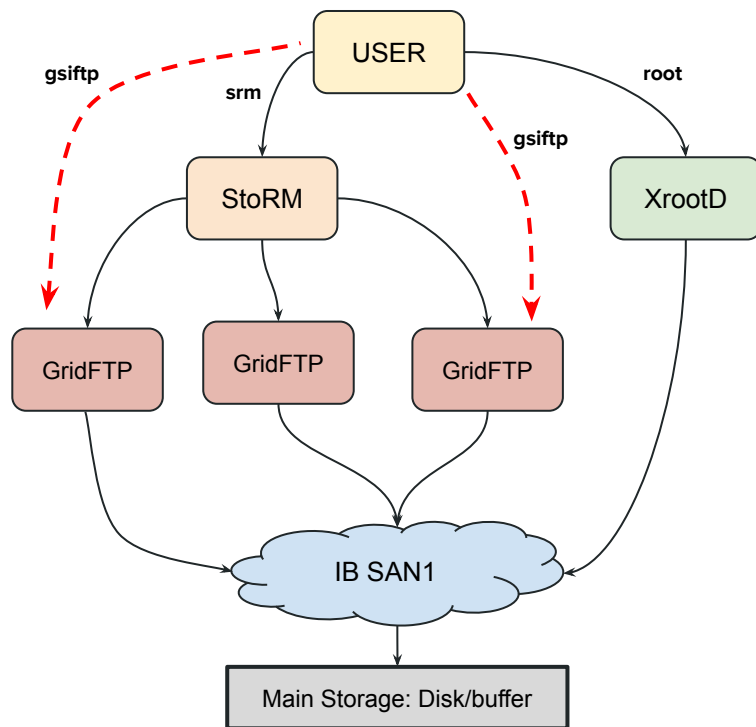 USER
gsiftp
srm
root
gsiftp
StoRM
XrootD
GridFTP
GridFTP
GridFTP
IB SAN1
Main Storage: Disk/buffer